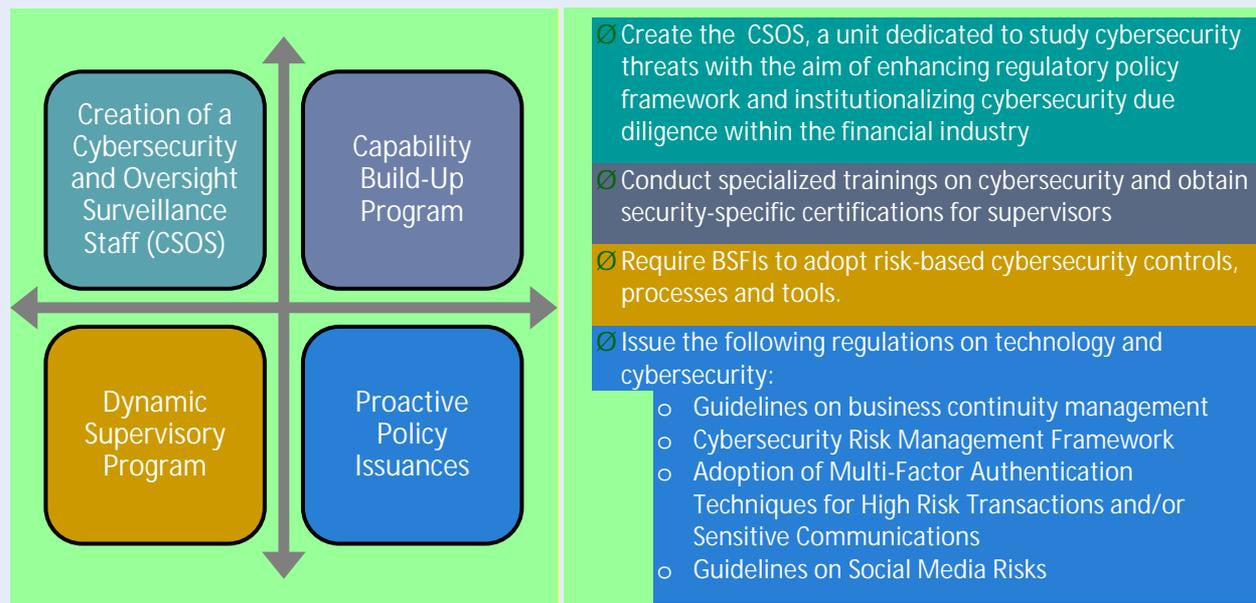 Creation of a
Cybersecurity
and Oversight
Surveillance
Staff (CSOS)
Capability
Build-Up
Program
Dynamic
Supervisory
Program
Proactive
Policy
Issuances
Ø Create the CSOS, a unit dedicated to study cybersecurity
threats with the aim of enhancing regulatory policy
framework and institutionalizing cybersecurity due
diligence within the financial industry
Ø Conduct specialized trainings on cybersecurity and obtain
security-specific certifications for supervisors
Ø Require BSFIs to adopt risk-based cybersecurity controls,
processes and tools.
Ø Issue the following regulations on technology and
cybersecurity:
o Guidelines on business continuity management
o Cybersecurity Risk Management Framework
o Adoption of Multi-Factor Authentication
Techniques for High Risk Transactions and/or
Sensitive Communications
o Guidelines on Social Media Risks